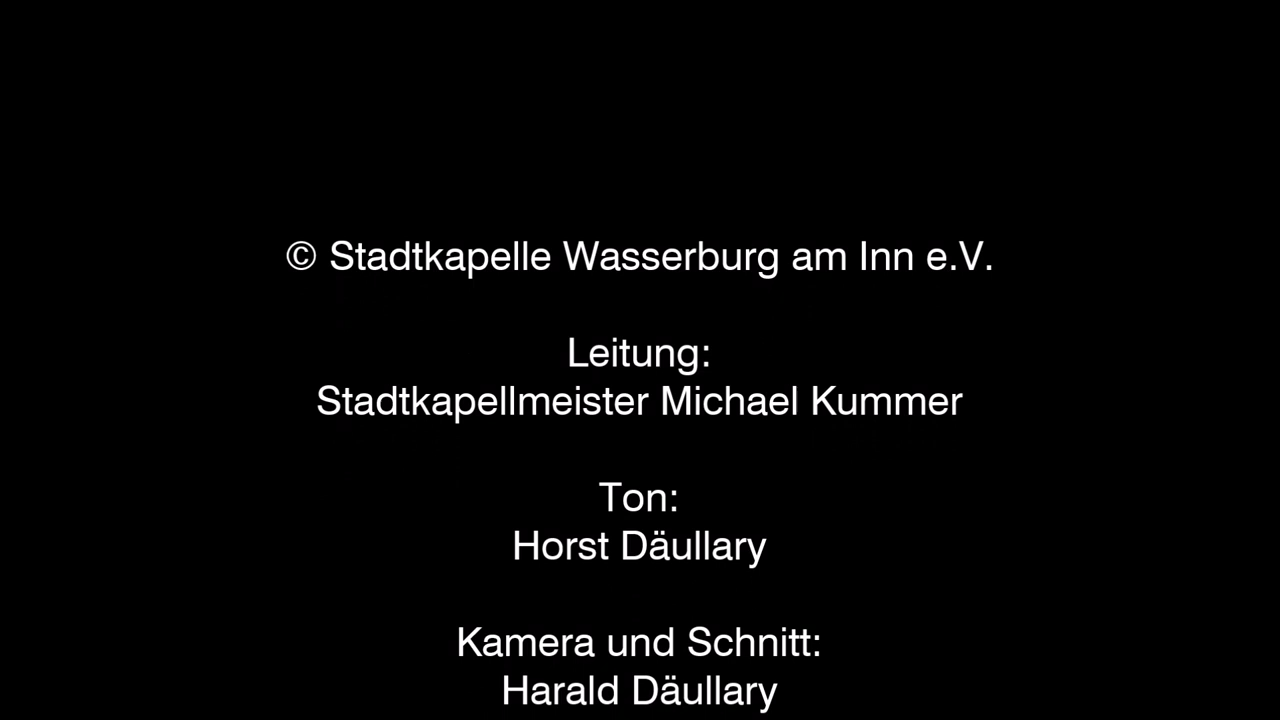 © Stadtkapelle Wasserburg am Inn e.V.
Leitung:
Stadtkapellmeister Michael Kummer
Ton:
Horst Däullary
Kamera und Schnitt:
Harald Däullary